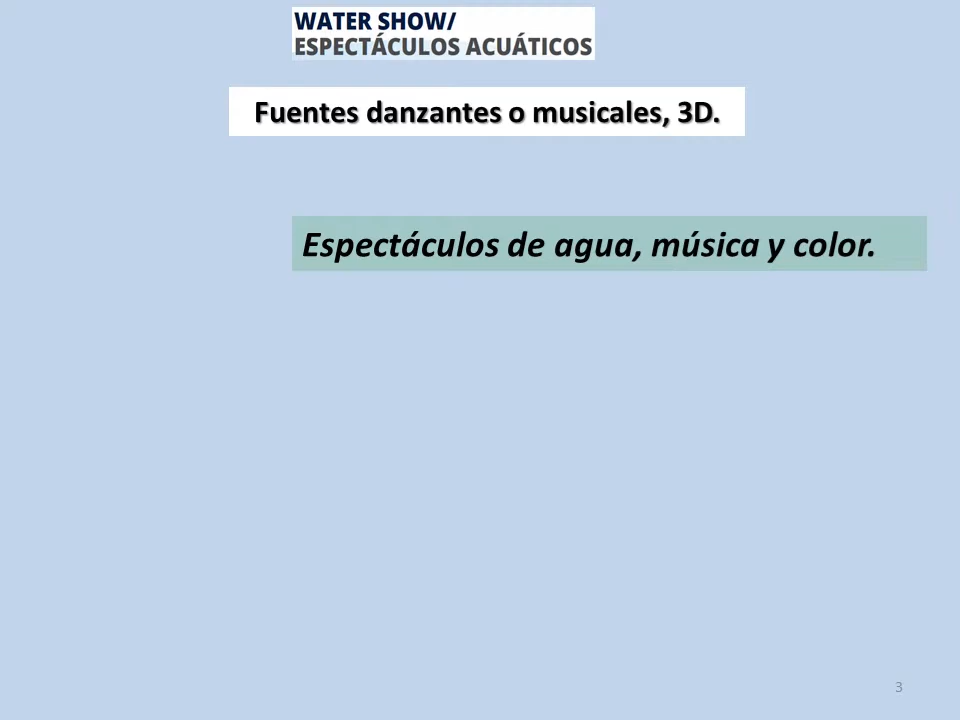 WATER SHOW/
ESPECTÁCULOS ACUÁTICOS
Fuentes danzantes o musicales, 3D.
Espectáculos de agua, música y color.
3